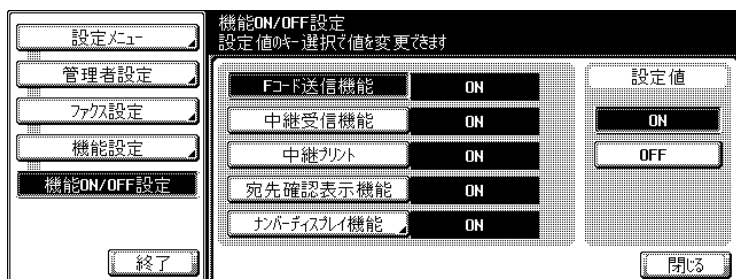 設定メニュー
管理者設定
ファクス設定
機能設定
機能ON/OFF設定
終了
機能ON/OFF設定
設定値のキー選択で値を変更できます
Fコード送信機能 ON
中継受信機能 ON
中継プリント ON
宛先確認表示機能 ON
ナンバーディスプレイ機能 ON
設定値
ON
OFF
閉じる